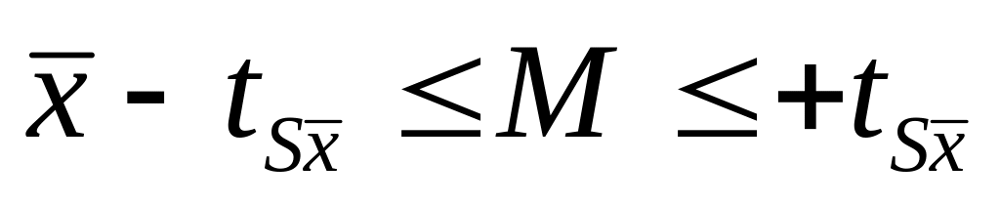 x̅ - t_{Sx̅} ≤ M ≤ + t_{Sx̅}